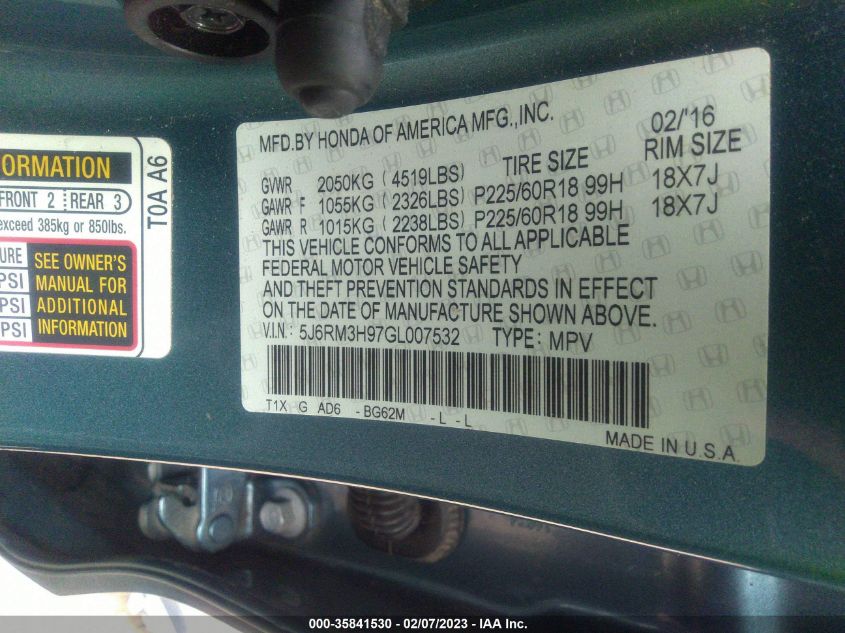 ORMATION
FRONT 2 REAR 3
exceed 385kg or 850lbs.
URE
PSI
PSI
PSI
SEE OWNER'S
MANUAL FOR
ADDITIONAL
INFORMATION
T0A A6
MFD.BY HONDA OF AMERICA MFG.,INC. 02/'16
TIRE SIZE RIM SIZE
GVWR 2050KG (4519LBS)
GAWR F 1055KG (2326LBS) P225/60R18 99H 18X7J
GAWR R 1015KG (2238LBS) P225/60R18 99H 18X7J
THIS VEHICLE CONFORMS TO ALL APPLICABLE
FEDERAL MOTOR VEHICLE SAFETY
AND THEFT PREVENTION STANDARDS IN EFFECT
ON THE DATE OF MANUFACTURE SHOWN ABOVE.
V.I.N.: 5J6RM3H97GL007532 TYPE: MPV
T1X G AD6 -BG62M -L -L
MADE IN U.S.A.
000-35841530 - 02/07/2023 - IAA Inc.